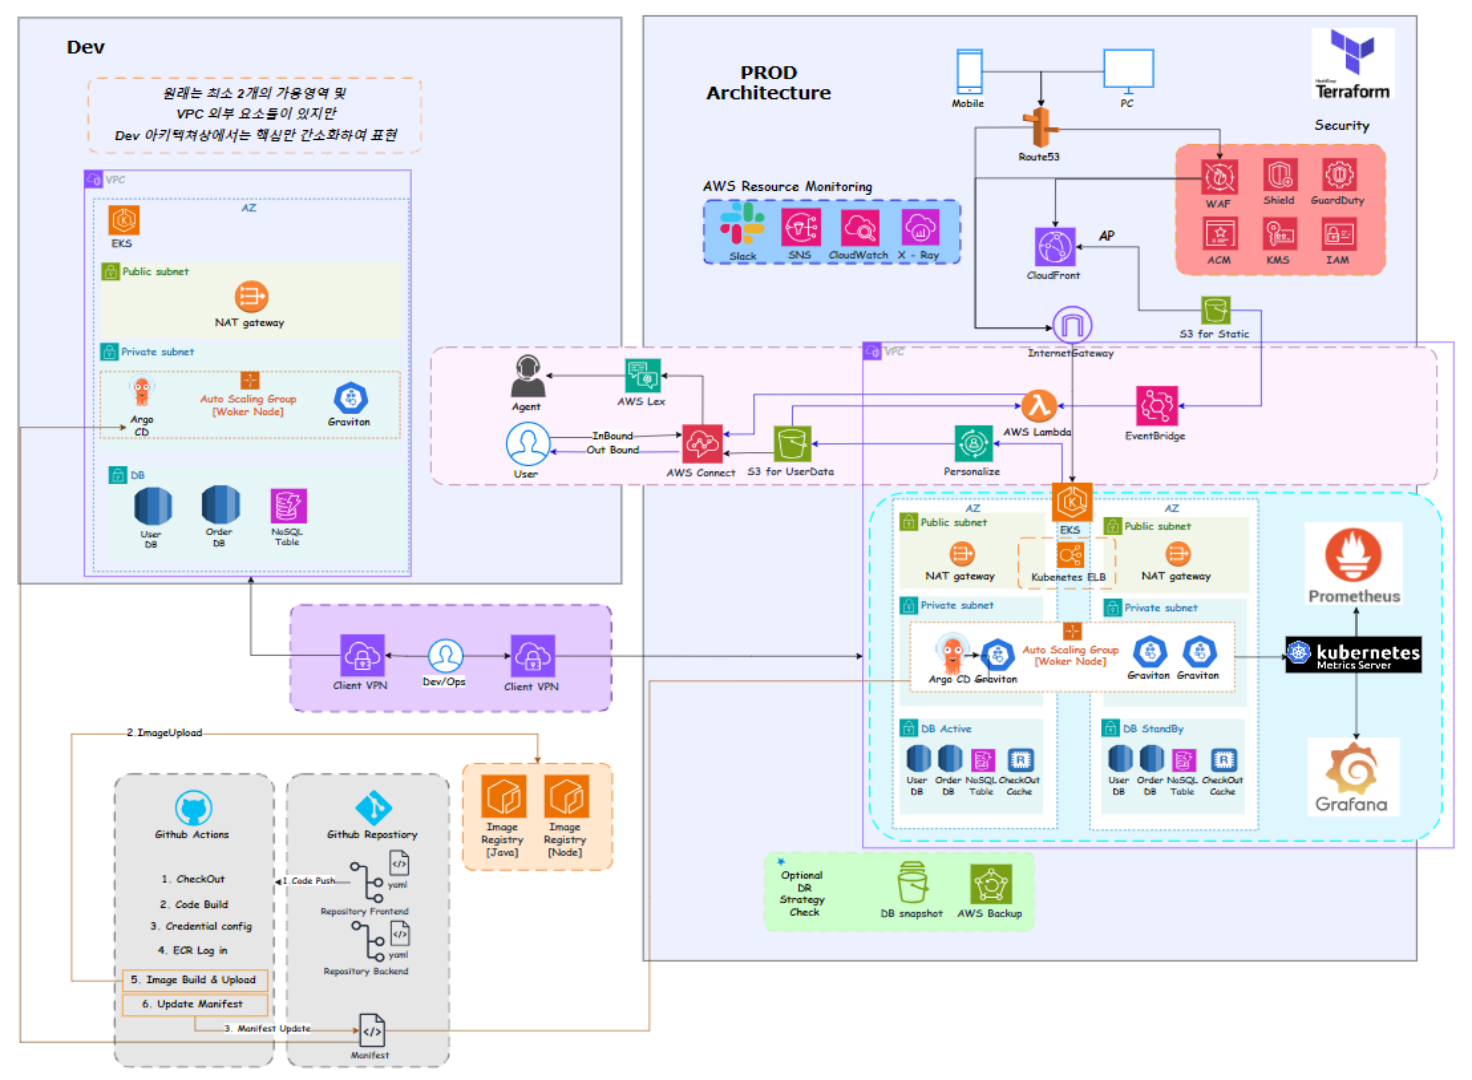 Dev
원래는 최소 2개의 가용영역 및
VPC 외부 요소들이 있지만
Dev 아키텍쳐상에서는 핵심만 간소화하여 표현
VPC
AZ
EKS
Public subnet
NAT gateway
Private subnet
Argo
CD
Auto Scaling Group
[Woker Node]
Graviton
DB
User
DB
Order
DB
NoSQL
Table
PROD
Architecture
Mobile
PC
HashiCorp
Terraform
Security
Route53
WAF
Shield
GuardDuty
ACM
KMS
IAM
AWS Resource Monitoring
Slack
SNS
CloudWatch
X - Ray
AP
CloudFront
S3 for Static
InternetGateway
VPC
Agent
AWS Lex
InBound
Out Bound
User
AWS Connect
S3 for UserData
Personalize
AWS Lambda
EventBridge
EKS
Kubenetes ELB
AZ
Public subnet
NAT gateway
Private subnet
Argo CD
Graviton
Auto Scaling Group
[Woker Node]
DB Active
User
DB
Order
DB
NoSQL
Table
CheckOut
Cache
AZ
Public subnet
NAT gateway
Private subnet
Graviton
Graviton
DB StandBy
User
DB
Order
DB
NoSQL
Table
CheckOut
Cache
Prometheus
kubernetes
Metrics Server
Grafana
Client VPN
Dev/Ops
Client VPN
2.ImageUpload
Github Actions
1. CheckOut
2. Code Build
3. Credential config
4. ECR Log in
5. Image Build & Upload
6. Update Manifest
1.Code Push
3. Manifest Update
Github Repostiory
yaml
Repository Frontend
yaml
Repository Backend
Manifest
Image
Registry
[Java]
Image
Registry
[Node]
Optional
DR
Strategy
Check
DB snapshot
AWS Backup